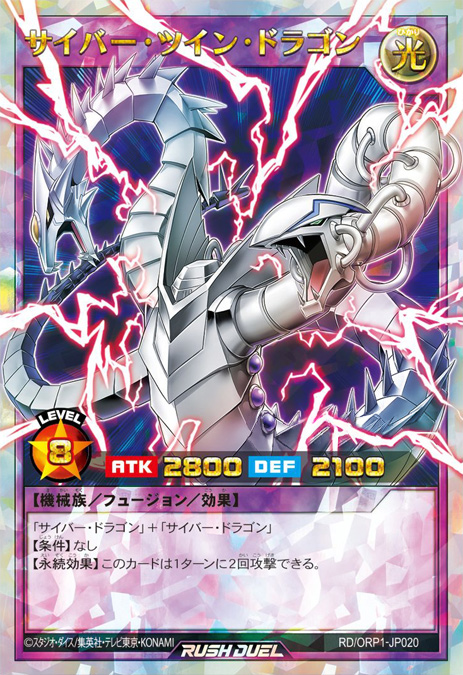 サイバー・ツイン・ドラゴン
ひかり
光
LEVEL
8
ATK 2800 DEF 2100
【機械族／フュージョン／効果】
「サイバー・ドラゴン」＋「サイバー・ドラゴン」
【条件】なし
【永続効果】このカードは1ターンに2回攻撃できる。
©スタジオ・ダイス/集英社・テレビ東京・KONAMI
RUSH DUEL
RD/ORP1-JP020